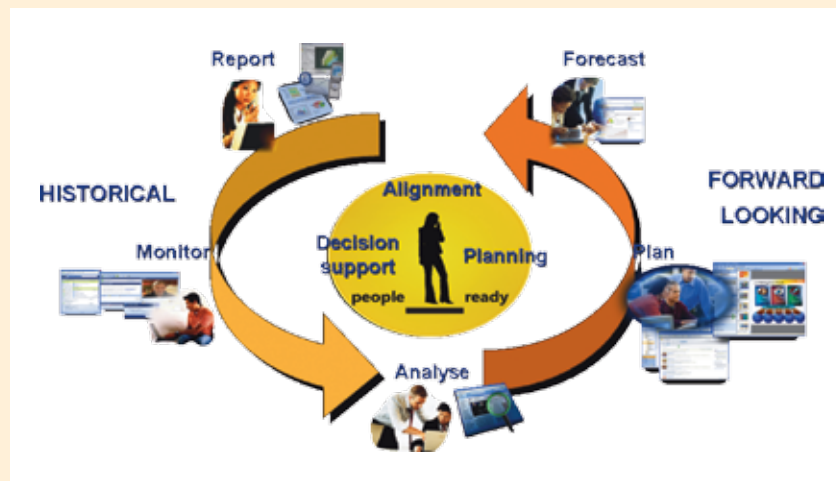 Report
Forecast
HISTORICAL
FORWARD
LOOKING
Alignment
Monitor
Decision
support
Planning
Plan
people ready
Analyse